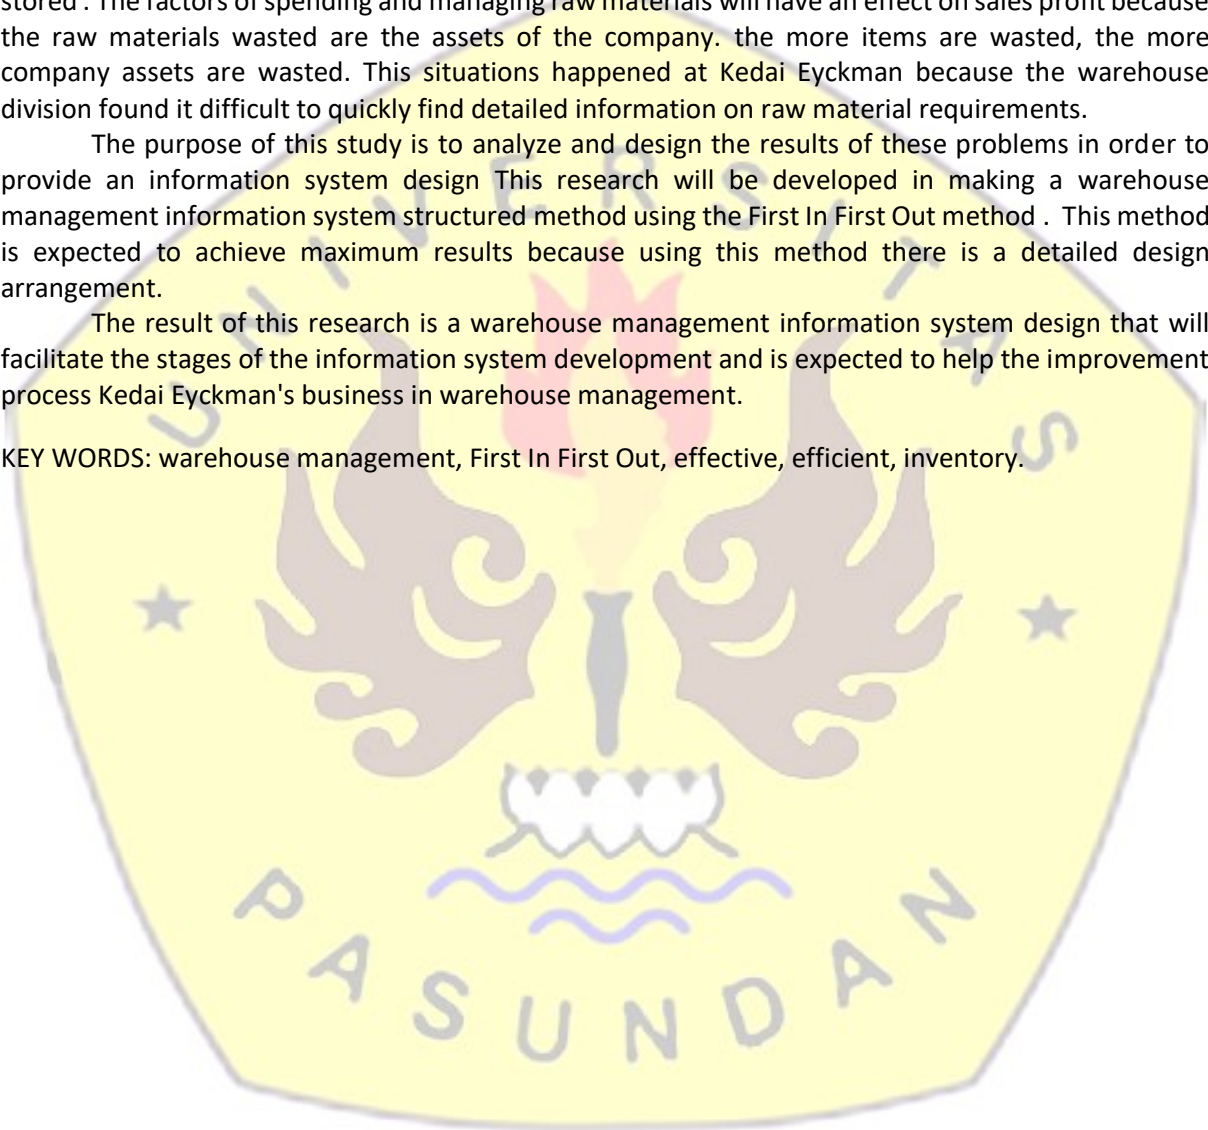 stored . The factors of spending and managing raw materials will have an effect on sales profit because
the raw materials wasted are the assets of the company. the more items are wasted, the more
company assets are wasted. This situations happened at Kedai Eyckman because the warehouse
division found it difficult to quickly find detailed information on raw material requirements.
The purpose of this study is to analyze and design the results of these problems in order to
provide an information system design This research will be developed in making a warehouse
management information system structured method using the First In First Out method . This method
is expected to achieve maximum results because using this method there is a detailed design
arrangement.
The result of this research is a warehouse management information system design that will
facilitate the stages of the information system development and is expected to help the improvement
process Kedai Eyckman's business in warehouse management.
KEY WORDS: warehouse management, First In First Out, effective, efficient, inventory.
UNIVERSITAS
PASUNDAN